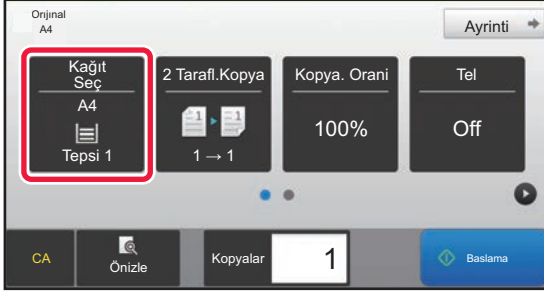 Orijinal
A4
Ayrinti
Kağıt
Seç
A4
Tepsi 1
2 Tarafl.Kopya
1 → 1
Kopya. Orani
100%
Tel
Off
CA
Önizle
Kopyalar
1
Baslama